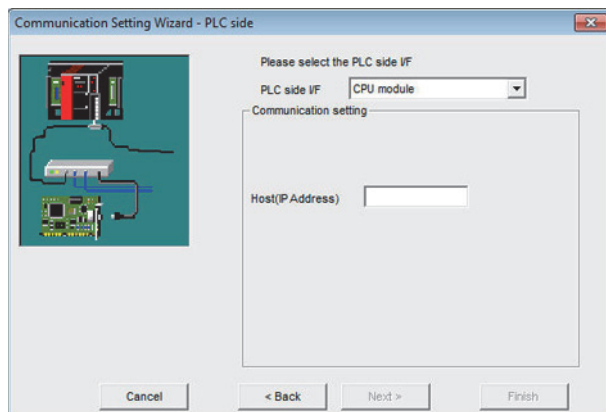 Communication Setting Wizard - PLC side
Please select the PLC side I/F
PLC side I/F CPU module
Communication setting
Host(IP Address)
Cancel < Back Next > Finish